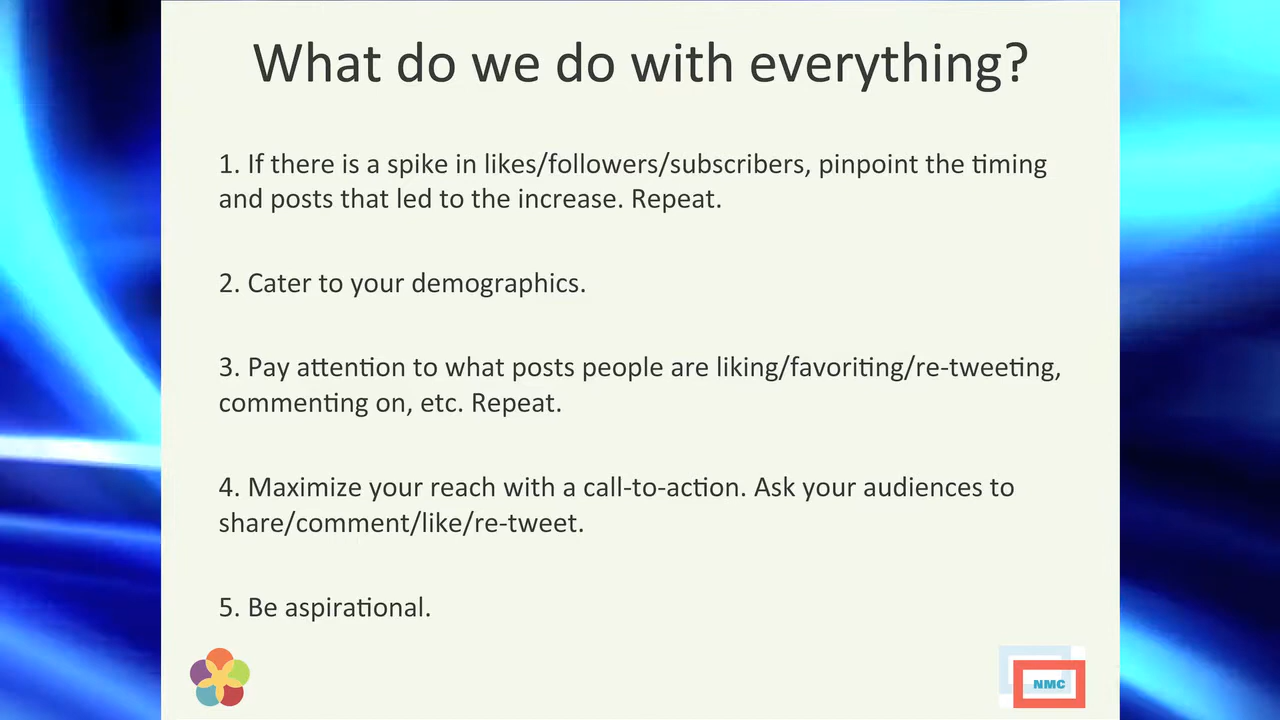 What do we do with everything?
1. If there is a spike in likes/followers/subscribers, pinpoint the timing
and posts that led to the increase. Repeat.
2. Cater to your demographics.
3. Pay attention to what posts people are liking/favoriting/re-tweeting,
commenting on, etc. Repeat.
4. Maximize your reach with a call-to-action. Ask your audiences to
share/comment/like/re-tweet.
5. Be aspirational.
NMC